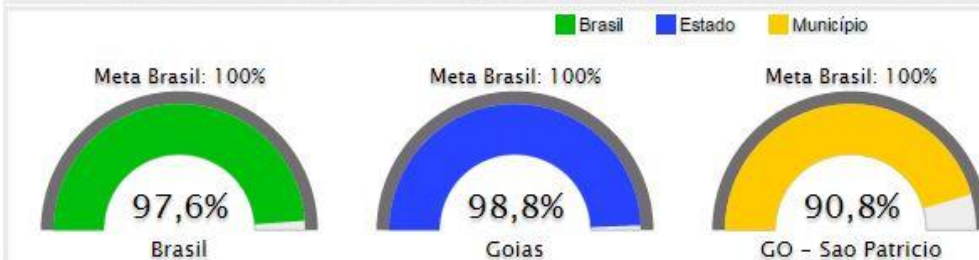 Brasil Estado Município
Meta Brasil: 100% Meta Brasil: 100% Meta Brasil: 100%
97,6% 98,8% 90,8%
Brasil Goias GO - Sao Patricio